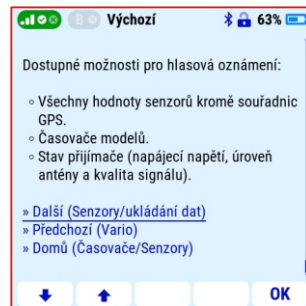 B Výchozí 63%
Dostupné možnosti pro hlasová oznámení:
◦ Všechny hodnoty senzorů kromě souřadnic
GPS.
◦ Časovače modelů.
◦ Stav přijímače (napájecí napětí, úroveň
antény a kvalita signálu).
» Další (Senzory/ukládání dat)
» Předchozí (Vario)
» Domů (Časovače/Senzory)
OK